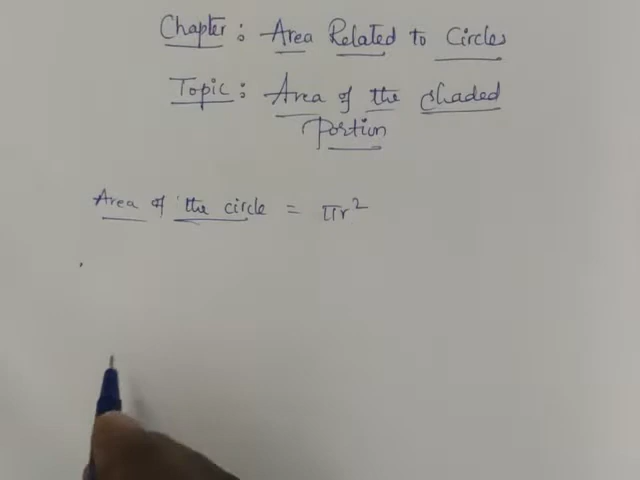 Chapter: Area Related to Circles
Topic: Area of the shaded
Portion
Area of the circle = πr²